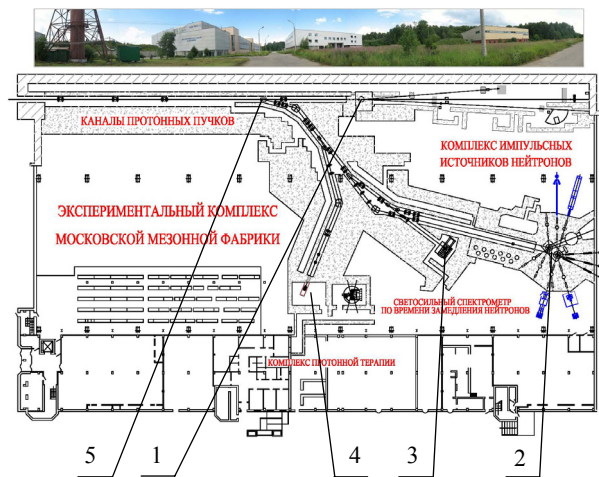 КАНАЛЫ ПРОТОННЫХ ПУЧКОВ
КОМПЛЕКС ИМПУЛЬСНЫХ
ИСТОЧНИКОВ НЕЙТРОНОВ
ЭКСПЕРИМЕНТАЛЬНЫЙ КОМПЛЕКС
МОСКОВСКОЙ МЕЗОННОЙ ФАБРИКИ
СВЕТОСИЛЬНЫЙ СПЕКТРОМЕТР
ПО ВРЕМЕНИ ЗАМЕДЛЕНИЯ НЕЙТРОНОВ
КОМПЛЕКС ПРОТОННОЙ ТЕРАПИИ
5 1 4 3 2